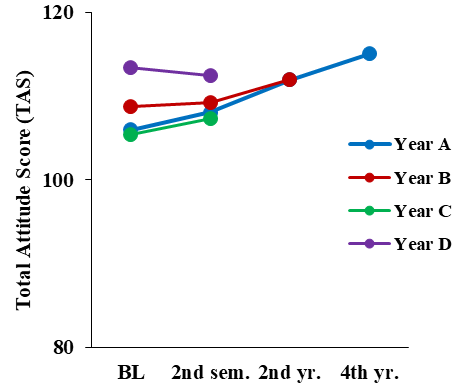 120
100
80
Total Attitude Score (TAS)
BL 2nd sem. 2nd yr. 4th yr.
Year A
Year B
Year C
Year D